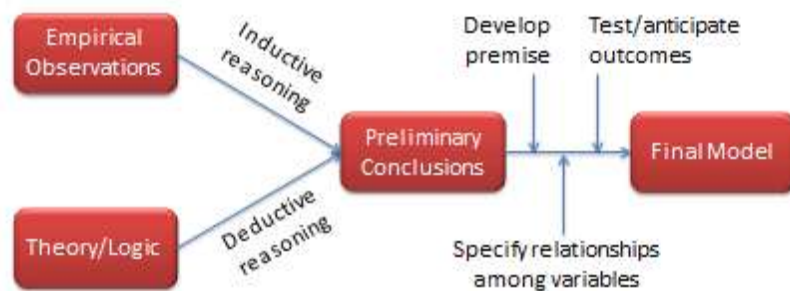 Empirical
Observations
Inductive
reasoning
Develop
premise
Test/anticipate
outcomes
Preliminary
Conclusions
Final Model
Theory/Logic
Deductive
reasoning
Specify relationships
among variables